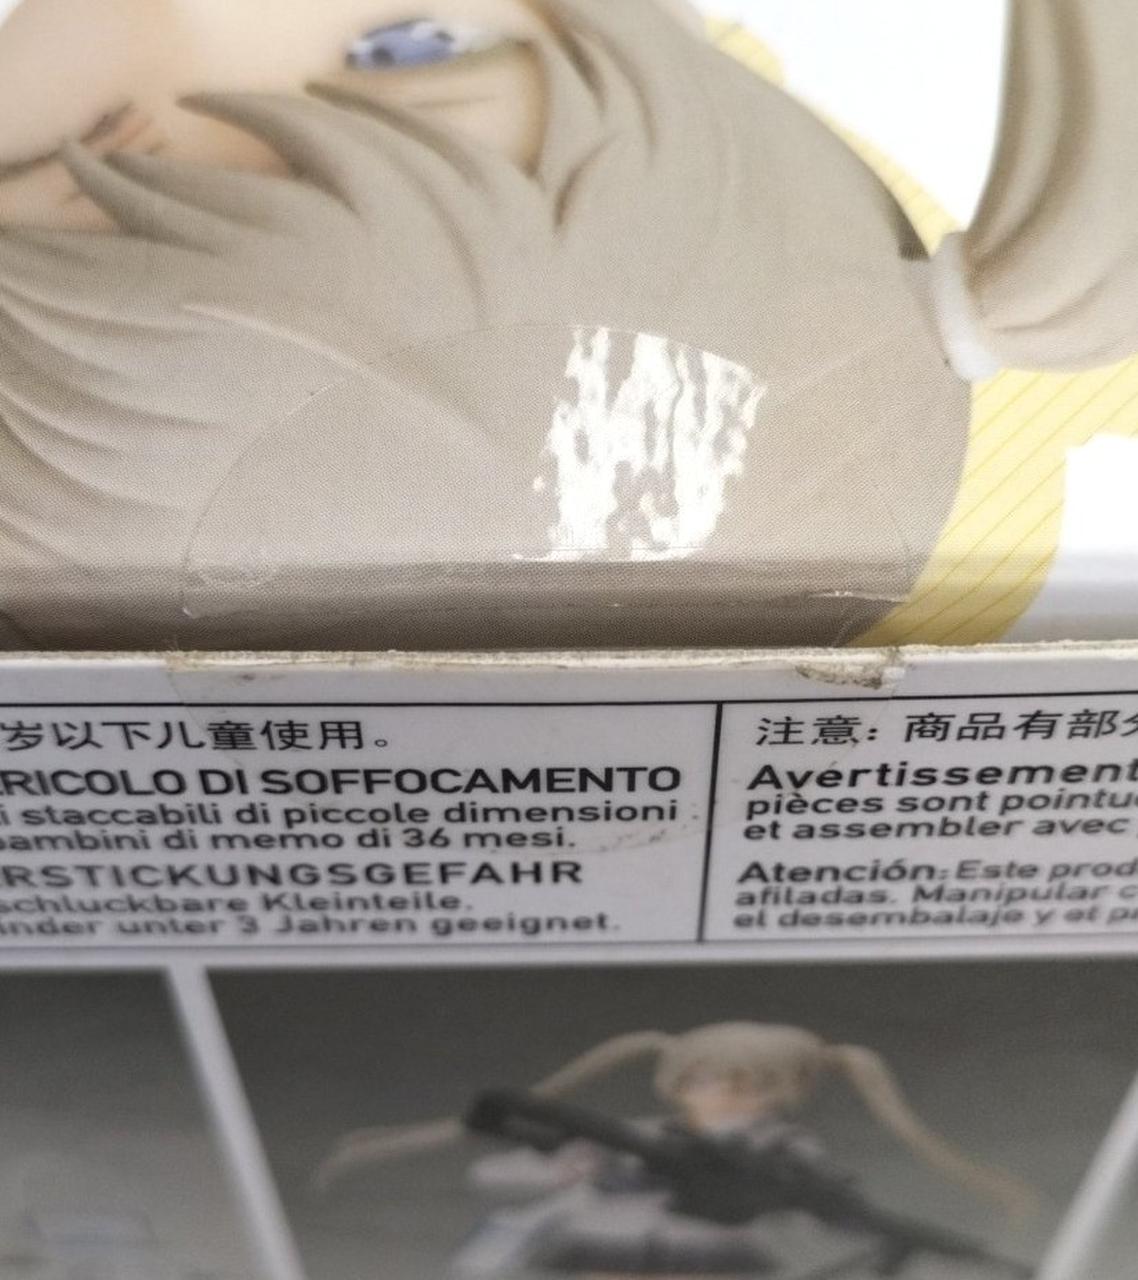 岁以下儿童使用。
RICOLO DI SOFFOCAMENTO
i staccabili di piccole dimensioni
bambini di memo di 36 mesi.
RSTICKUNGSGEFAHR
schluckbare Kleinteile.
inder unter 3 Jahren geeignet.
注意: 商品有部分
Avertissement
pièces sont pointu
et assembler avec
Atención: Este prod
afiladas. Manipular c
el desembalaje y et p